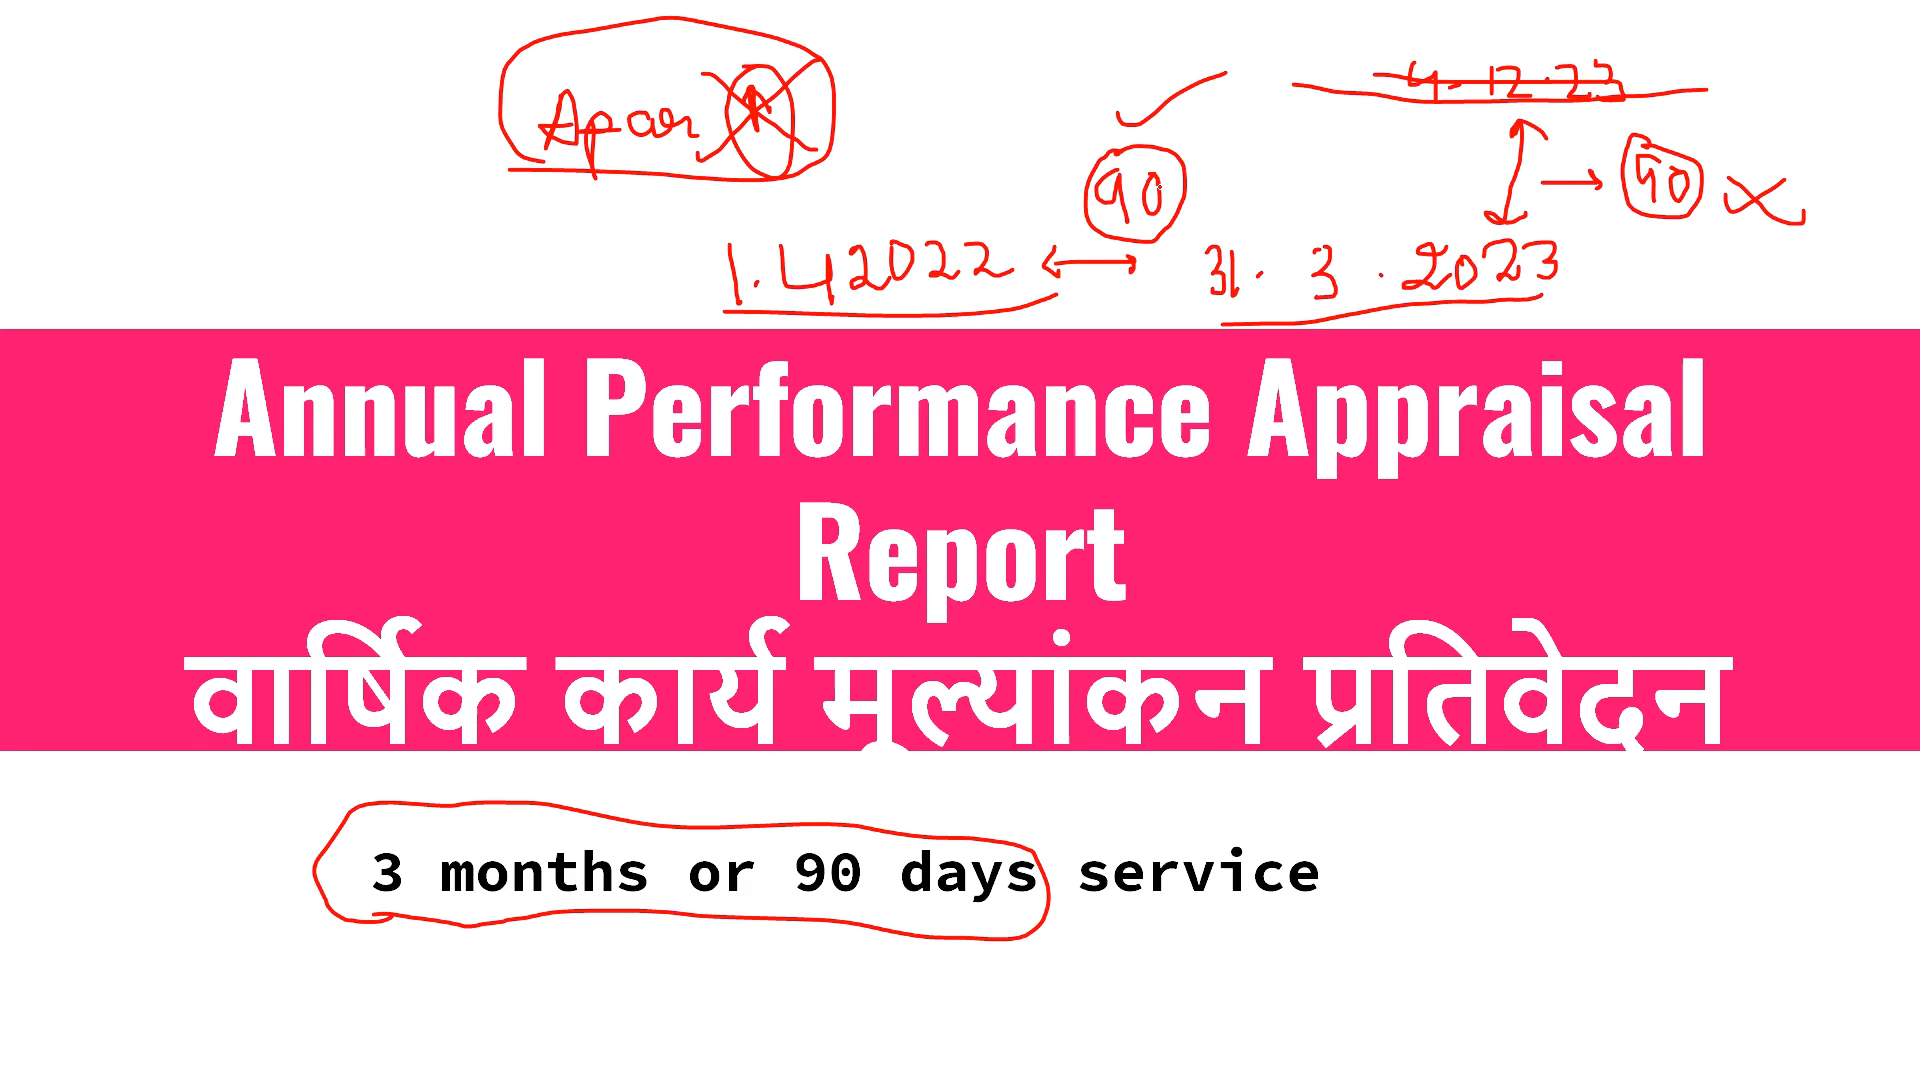 Apar ↑
4.12.23
90
90
1.4 2022 ↔ 31.3.2023
Annual Performance Appraisal
Report
वार्षिक कार्य मूल्यांकन प्रतिवेदन
3 months or 90 days service